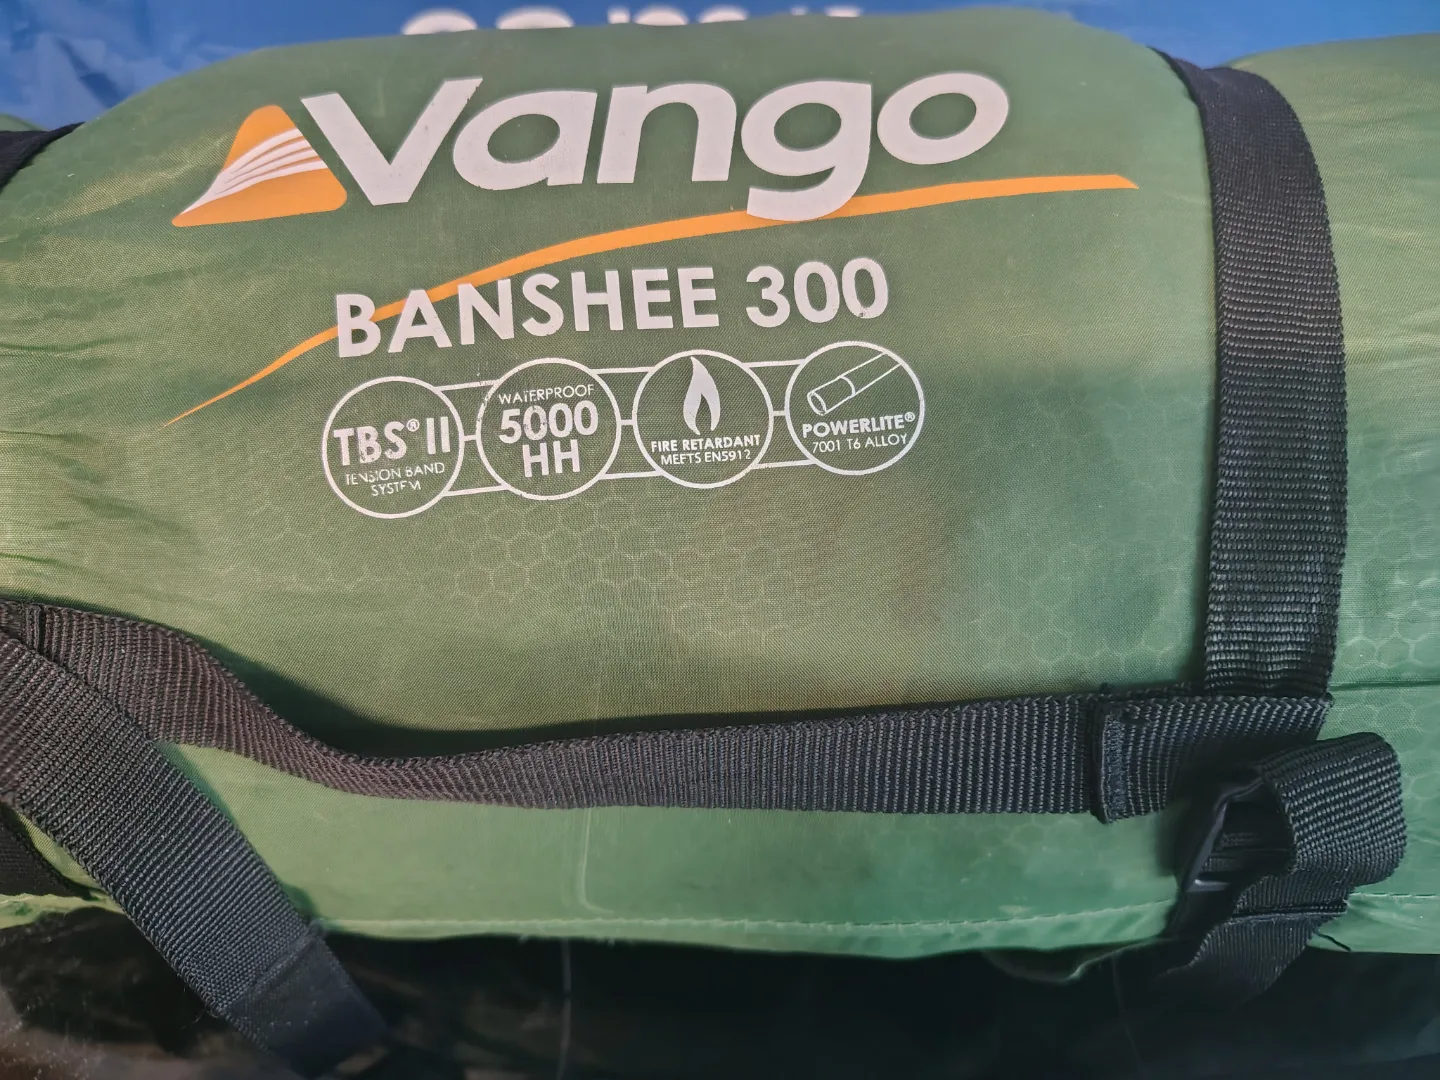 Vango
BANSHEE 300
TBS® II
TENSION BAND
SYSTEM
WATERPROOF
5000
HH
FIRE RETARDANT
MEETS EN5912
POWERLITE®
7001 T6 ALLOY